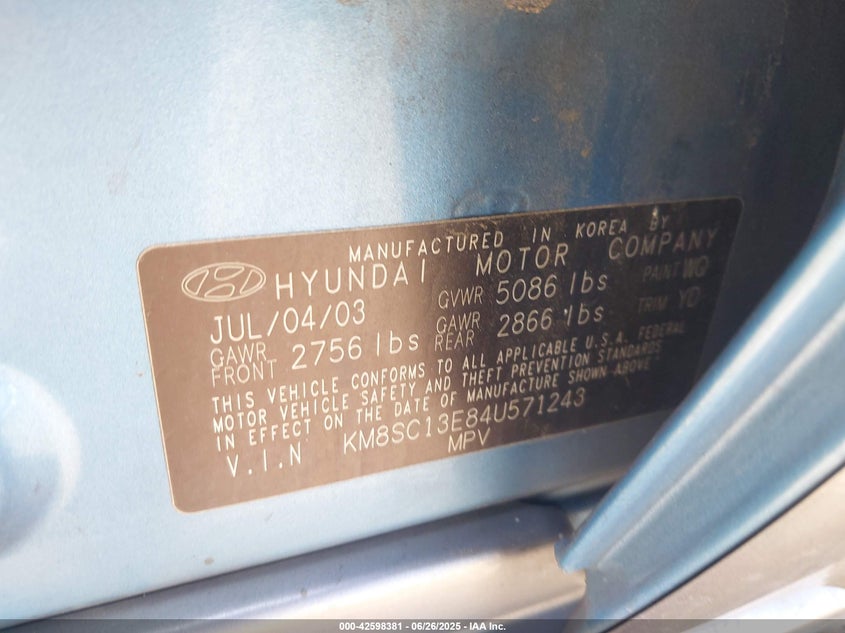 MANUFACTURED IN KOREA BY
HYUNDAI MOTOR COMPANY
JUL/04/03 GVWR 5086 lbs PAINT WQ
GAWR FRONT 2756 lbs GAWR REAR 2866 lbs TRIM YD
THIS VEHICLE CONFORMS TO ALL APPLICABLE U.S.A. FEDERAL
MOTOR VEHICLE SAFETY AND THEFT PREVENTION STANDARDS
IN EFFECT ON THE DATE OF MANUFACTURE SHOWN ABOVE
V.I.N KM8SC13E84U571243
MPV
000-42598381 | 06/26/2025 - IAA Inc.